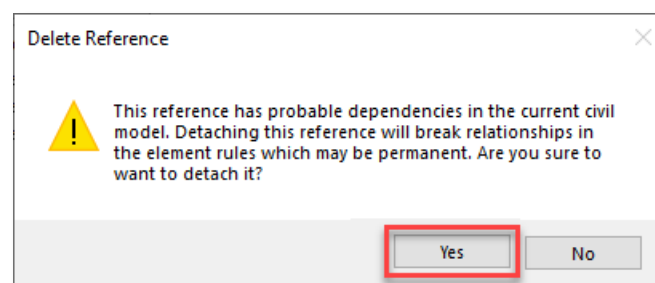 Delete Reference
This reference has probable dependencies in the current civil
model. Detaching this reference will break relationships in
the element rules which may be permanent. Are you sure to
want to detach it?
Yes No